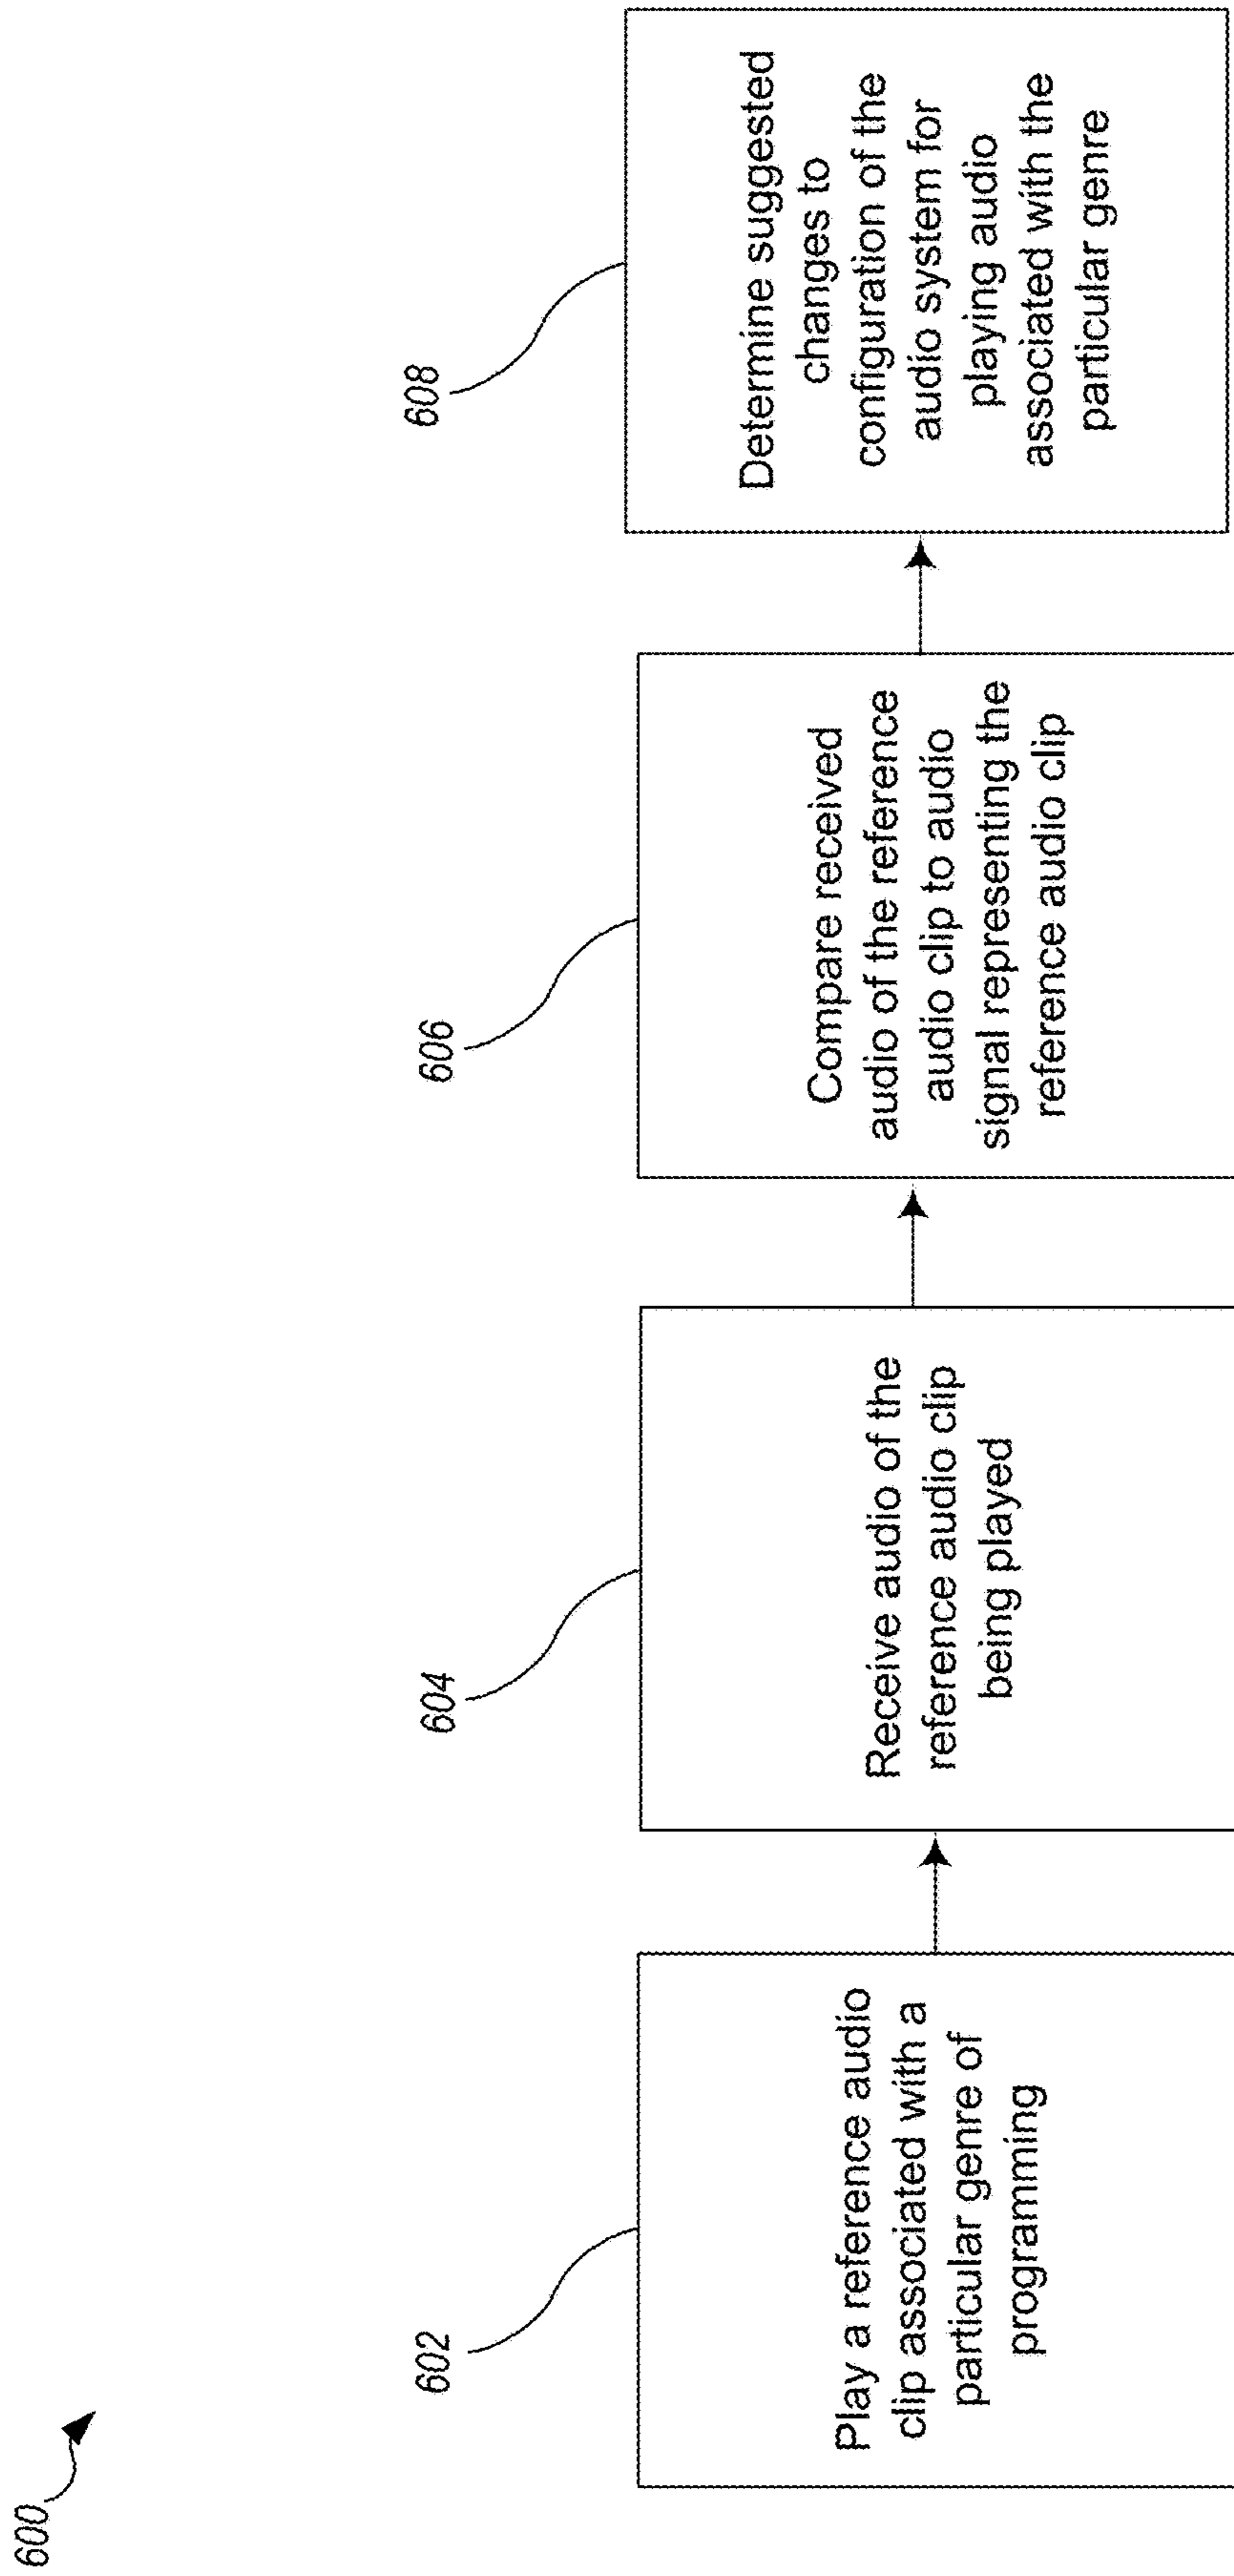 600
602
Play a reference audio
clip associated with a
particular genre of
programming
604
Receive audio of the
reference audio clip
being played
606
Compare received
audio of the reference
audio clip to audio
signal representing the
reference audio clip
608
Determine suggested
changes to
configuration of the
audio system for
playing audio
associated with the
particular genre